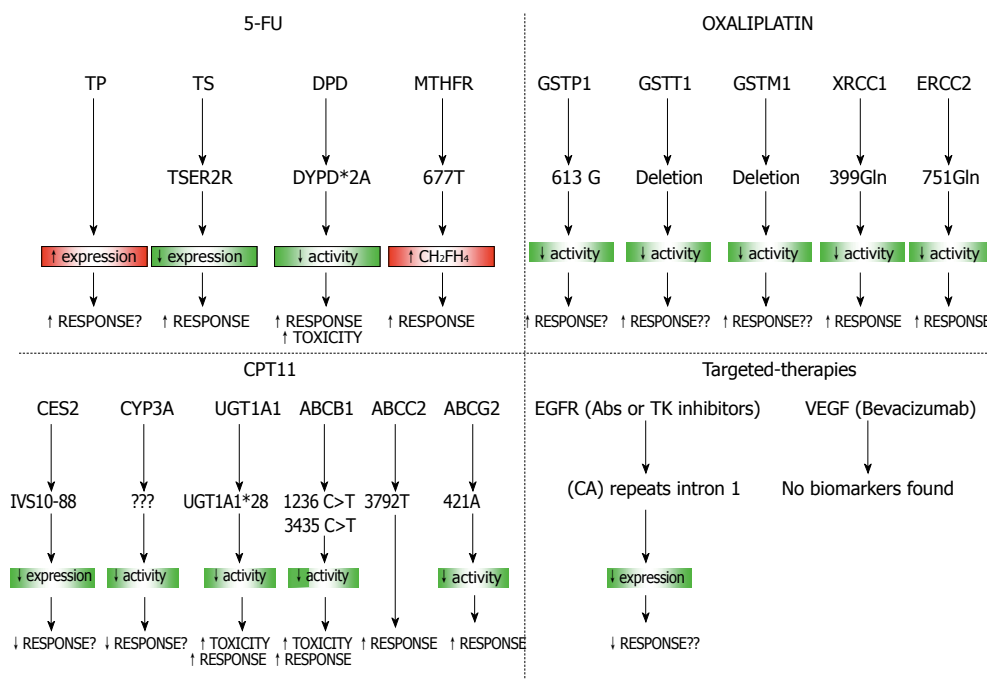 5-FU
TP TS DPD MTHFR
TSER2R DYPD*2A 677T
↑ expression ↓ expression ↓ activity ↑ CH₂FH₄
↑ RESPONSE? ↑ RESPONSE ↑ RESPONSE ↑ RESPONSE
↑ TOXICITY
OXALIPLATIN
GSTP1 GSTT1 GSTM1 XRCC1 ERCC2
613 G Deletion Deletion 399Gln 751Gln
↓ activity ↓ activity ↓ activity ↓ activity ↓ activity
↑ RESPONSE? ↑ RESPONSE?? ↑ RESPONSE?? ↑ RESPONSE ↑ RESPONSE
CPT11
CES2 CYP3A UGT1A1 ABCB1 ABCC2 ABCG2
IVS10-88 ??? UGT1A1*28 1236 C>T 3792T 421A
3435 C>T
↓ expression ↓ activity ↓ activity ↓ activity ↓ activity
↓ RESPONSE? ↓ RESPONSE? ↑ TOXICITY ↑ TOXICITY ↑ RESPONSE ↑ RESPONSE
↑ RESPONSE ↑ RESPONSE
Targeted-therapies
EGFR (Abs or TK inhibitors) VEGF (Bevacizumab)
(CA) repeats intron 1 No biomarkers found
↓ expression
↓ RESPONSE??